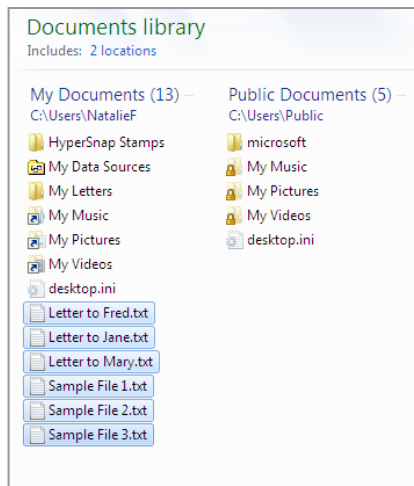 Documents library
Includes: 2 locations
My Documents (13)
C:\Users\NatalieF
HyperSnap Stamps
My Data Sources
My Letters
My Music
My Pictures
My Videos
desktop.ini
Letter to Fred.txt
Letter to Jane.txt
Letter to Mary.txt
Sample File 1.txt
Sample File 2.txt
Sample File 3.txt
Public Documents (5)
C:\Users\Public
microsoft
My Music
My Pictures
My Videos
desktop.ini